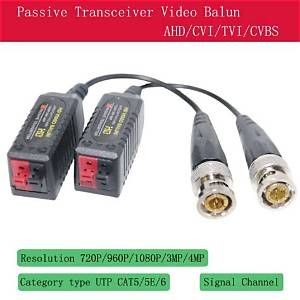 Passive Transceiver Video Balun
AHD/CVI/TVI/CVBS
Resolution 720P/960P/1080P/3MP/4MP
Category type UTP CAT5/5E/6
Signal Channel